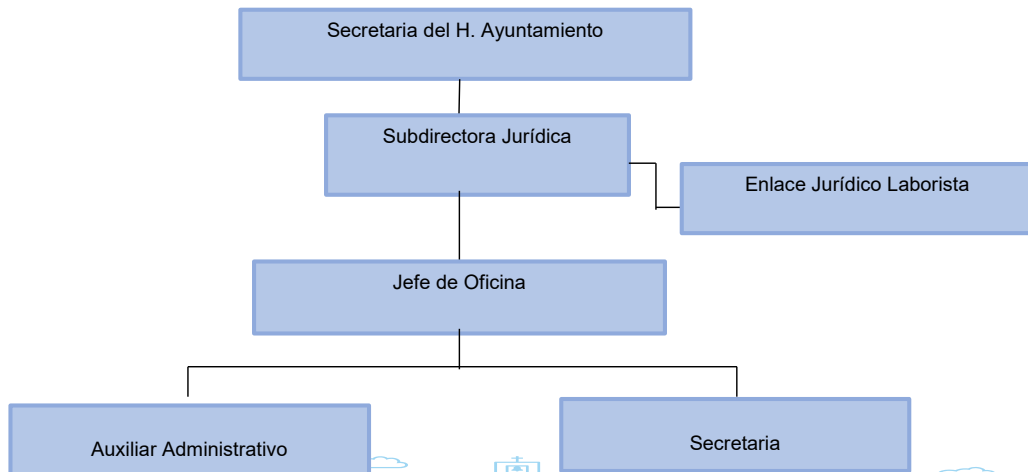 Secretaria del H. Ayuntamiento
Subdirectora Jurídica
Enlace Jurídico Laborista
Jefe de Oficina
Auxiliar Administrativo
Secretaria